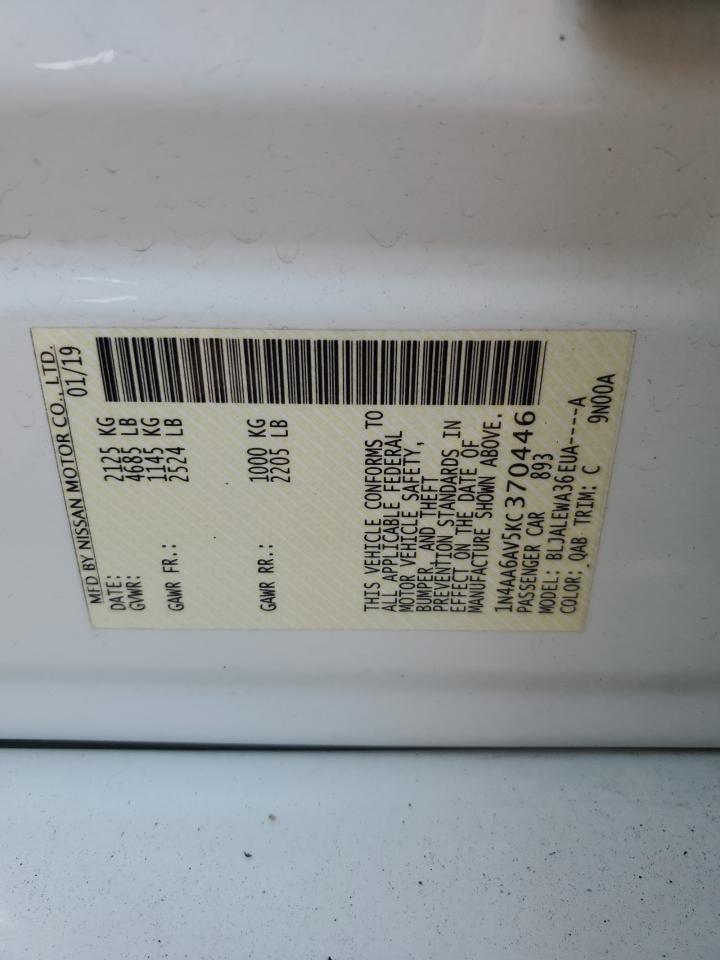 MFD BY NISSAN MOTOR CO., LTD.
DATE: 01/19
GVWR: 2125 KG
4685 LB
GAWR FR.: 1145 KG
2524 LB
GAWR RR.: 1000 KG
2205 LB
THIS VEHICLE CONFORMS TO
ALL APPLICABLE FEDERAL
MOTOR VEHICLE SAFETY,
BUMPER, AND THEFT
PREVENTION STANDARDS IN
EFFECT ON THE DATE OF
MANUFACTURE SHOWN ABOVE.
1N4AA6AV5KC370446
PASSENGER CAR 893
MODEL: BLJALEWA36EUA----A
COLOR: QAB TRIM: C 9N00A